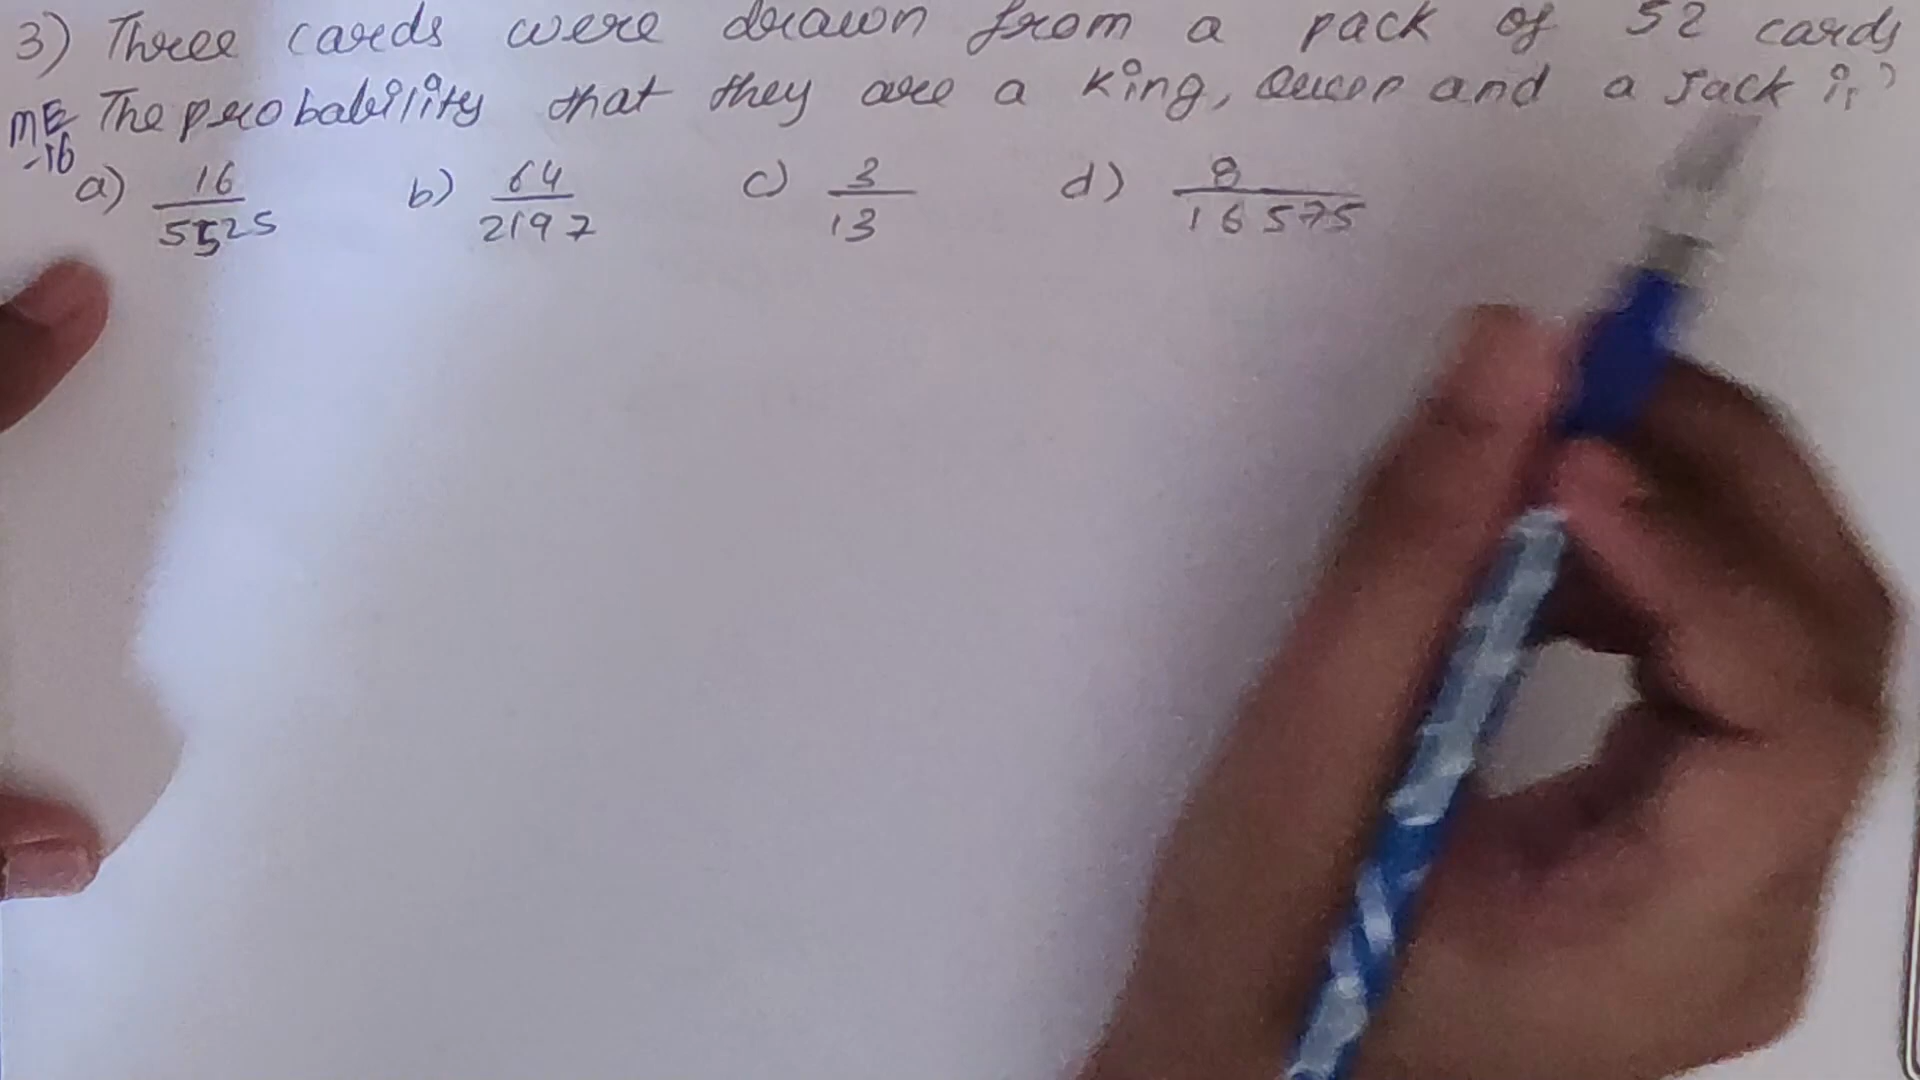 3) Three cards were drawn from a pack of 52 cards
ME-16 The probability that they are a King, Queen and a Jack is?
a) 16/5525 b) 64/2197 c) 3/13 d) 8/16575